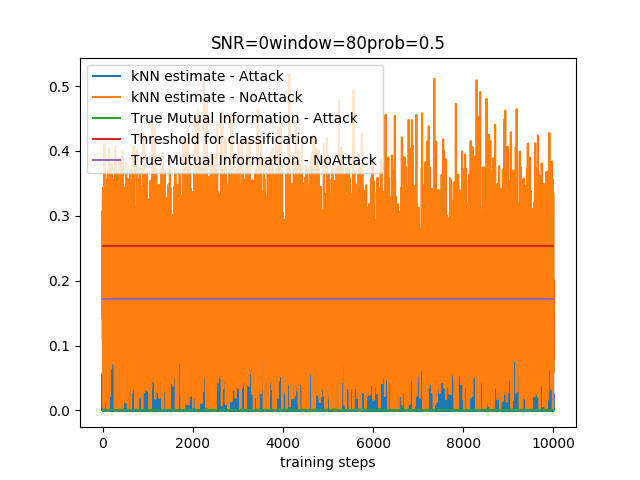 SNR=0window=80prob=0.5
kNN estimate - Attack
kNN estimate - NoAttack
True Mutual Information - Attack
Threshold for classification
True Mutual Information - NoAttack
0.5
0.4
0.3
0.2
0.1
0.0
0 2000 4000 6000 8000 10000
training steps